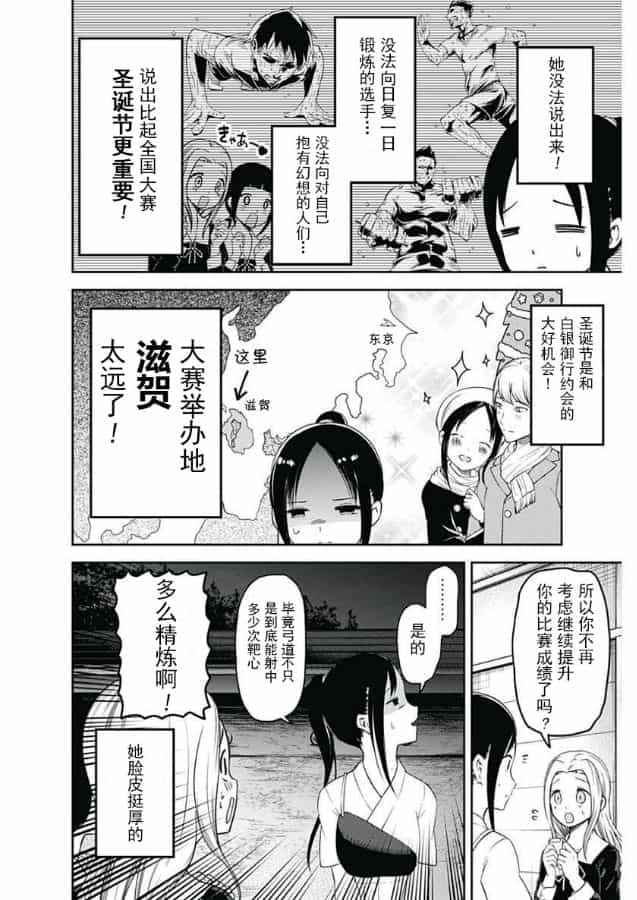 她没法说出来！
没法向日复一日
锻炼的选手…
没法向对自己
抱有幻想的人们…
きゃあー
说出比起全国大赛
圣诞节更重要！
圣诞节是和
白银御行约会的
大好机会！
东京
这里
滋贺
大赛举办地
滋贺
太远了！
所以你不再
考虑继续提升
你的比赛成绩了吗？
………
是的
毕竟弓道不只
是到底能射中
多少次靶心
多么精炼啊！
她脸皮挺厚的